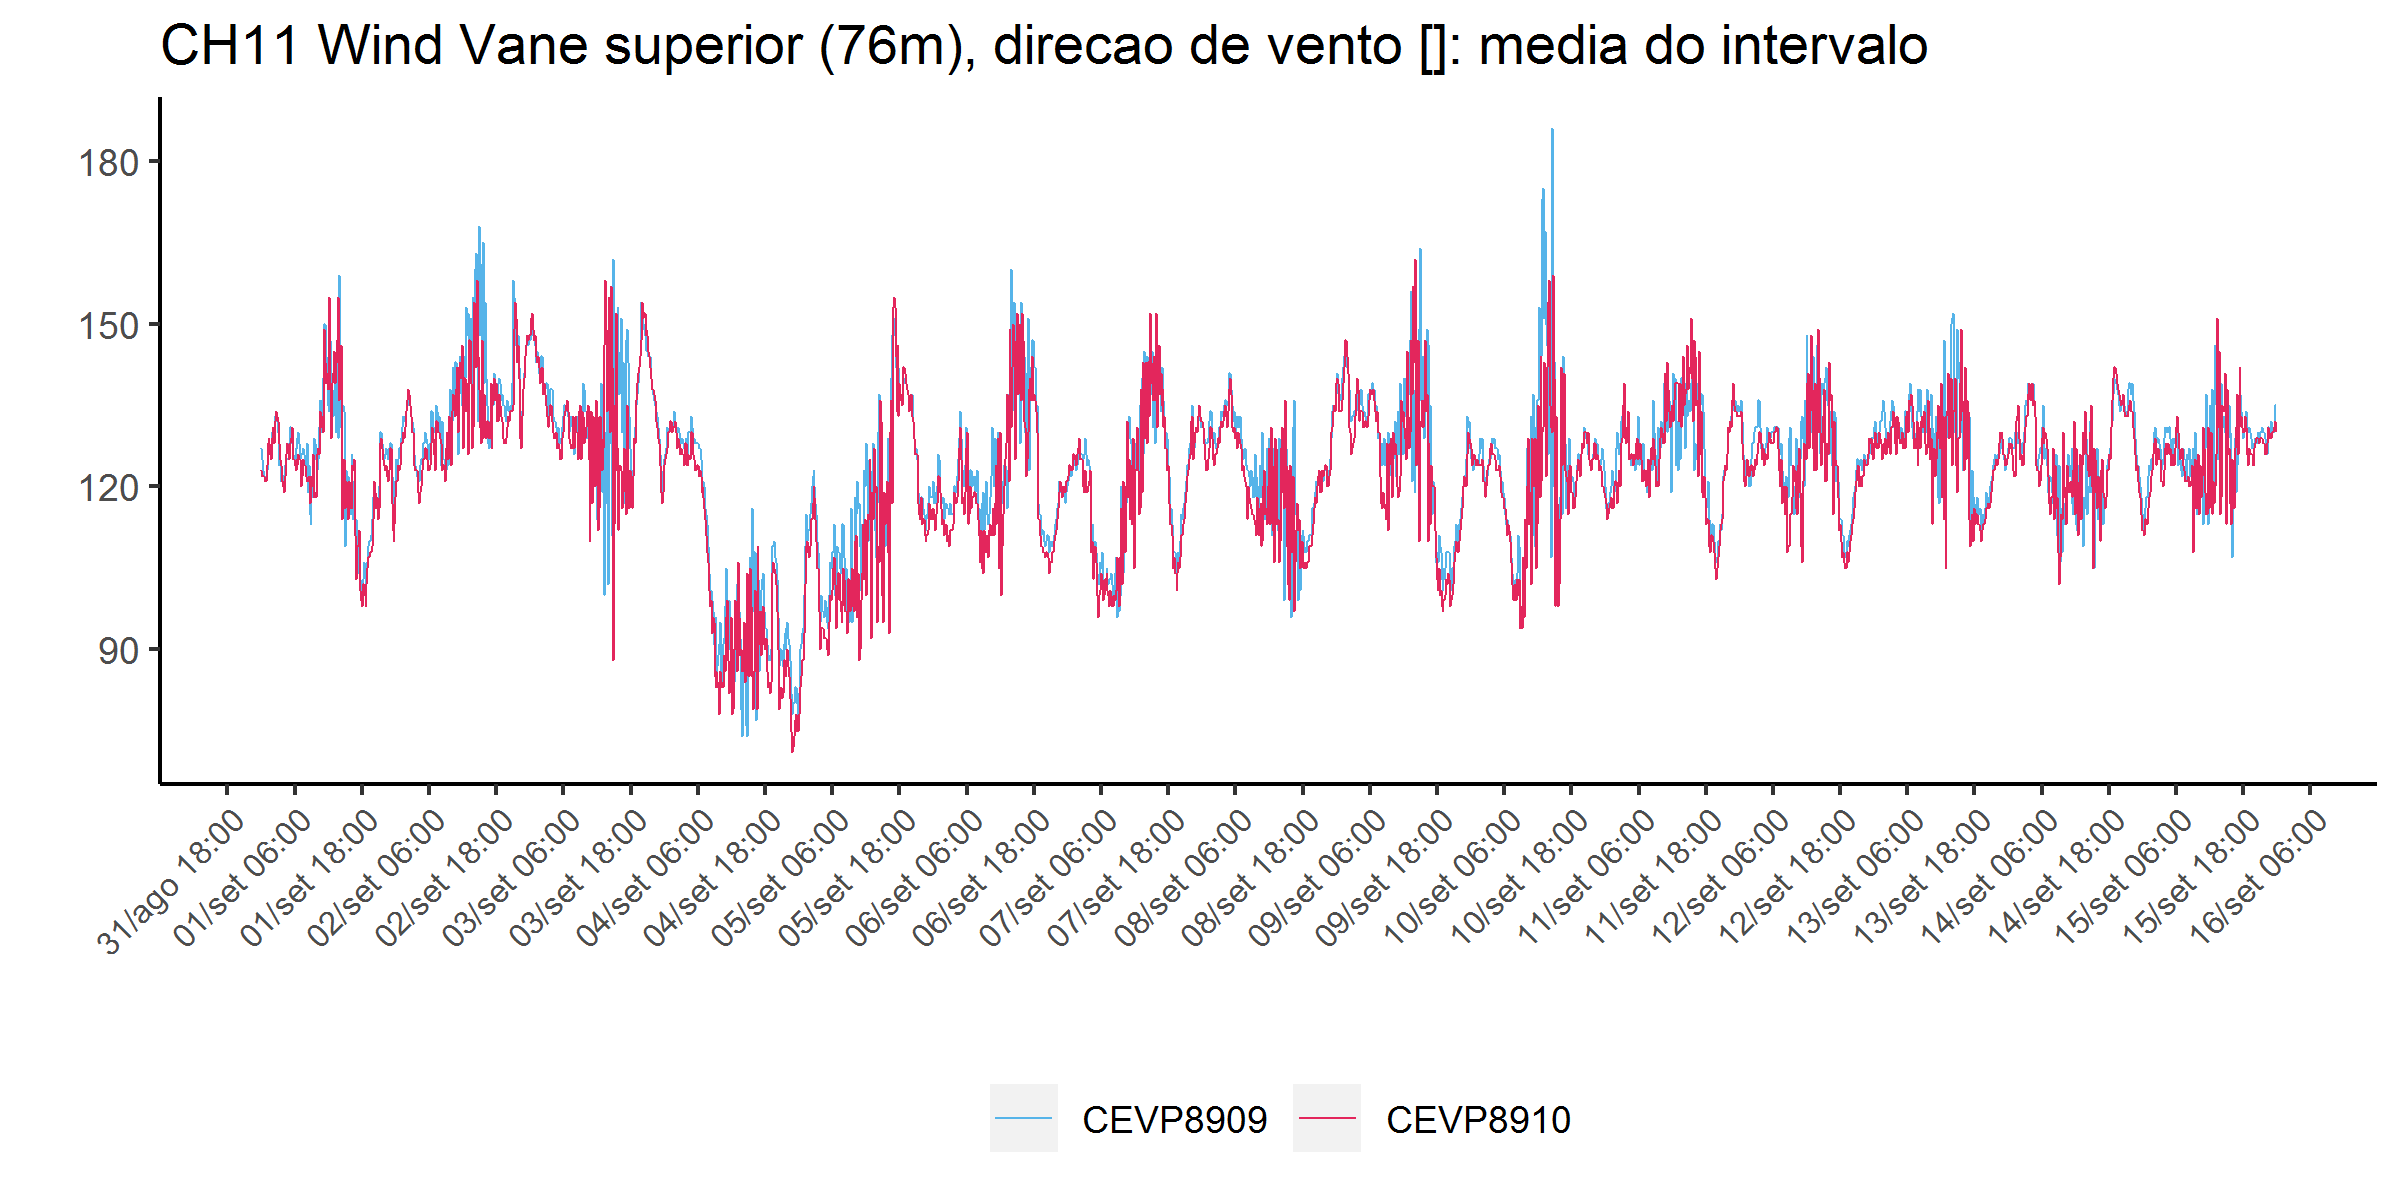 CH11 Wind Vane superior (76m), direcao de vento []: media do intervalo
180
150
120
90
31/ago 18:00
01/set 06:00
01/set 18:00
02/set 06:00
02/set 18:00
03/set 06:00
03/set 18:00
04/set 06:00
04/set 18:00
05/set 06:00
05/set 18:00
06/set 06:00
06/set 18:00
07/set 06:00
07/set 18:00
08/set 06:00
08/set 18:00
09/set 06:00
09/set 18:00
10/set 06:00
10/set 18:00
11/set 06:00
11/set 18:00
12/set 06:00
12/set 18:00
13/set 06:00
13/set 18:00
14/set 06:00
14/set 18:00
15/set 06:00
15/set 18:00
16/set 06:00
CEVP8909
CEVP8910